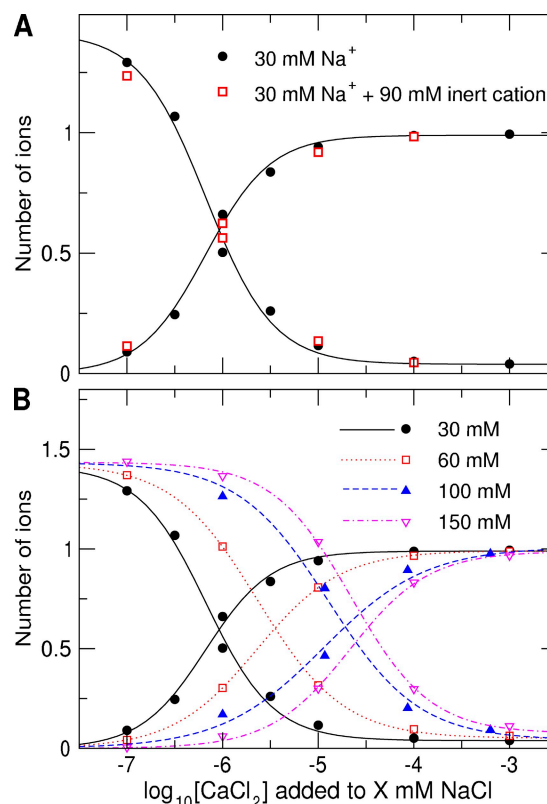 A
30 mM Na+
30 mM Na+ + 90 mM inert cation
Number of ions
1
0.5
0
B
30 mM
60 mM
100 mM
150 mM
Number of ions
1.5
1
0.5
0
-7 -6 -5 -4 -3
log10[CaCl2] added to X mM NaCl